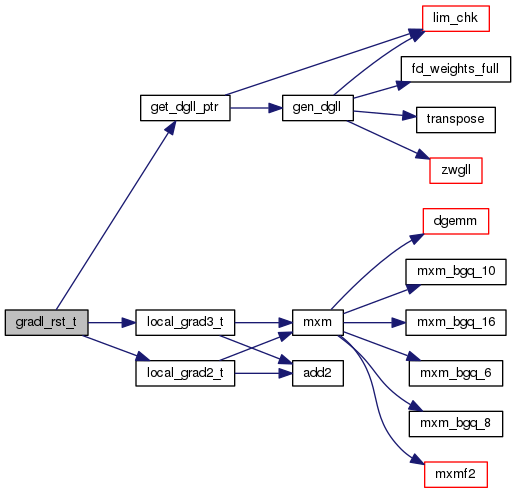 lim_chk
fd_weights_full
get_dgll_ptr
gen_dgll
transpose
zwgll
dgemm
mxm_bgq_10
gradl_rst_t
local_grad3_t
mxm
mxm_bgq_16
local_grad2_t
add2
mxm_bgq_6
mxm_bgq_8
mxmf2